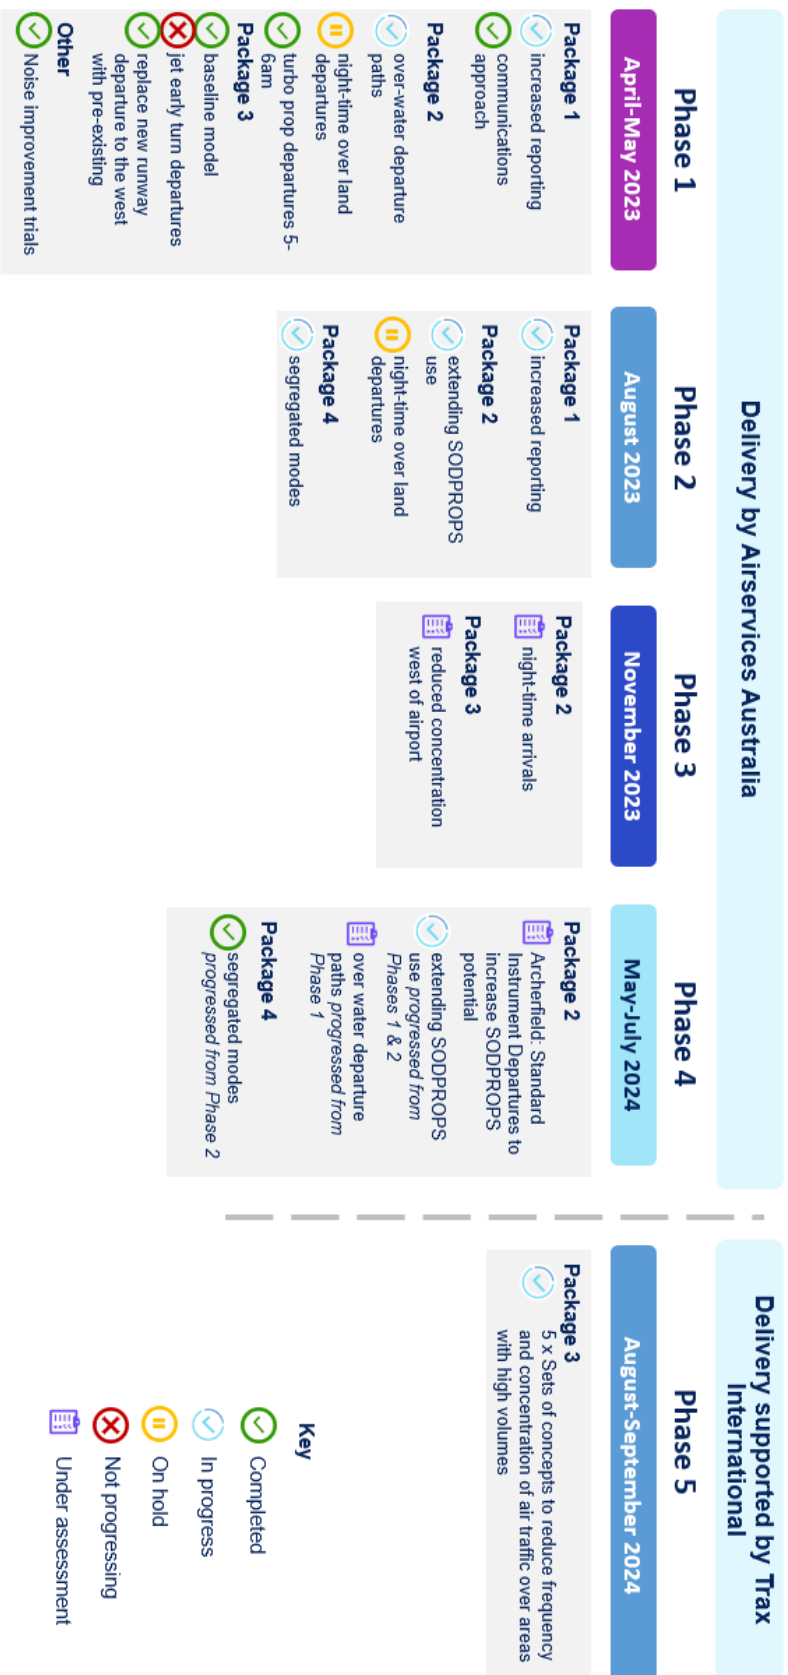 Delivery by Airservices Australia
Phase 1
April-May 2023
Package 1
increased reporting
communications
approach
Package 2
over-water departure
paths
night-time over land
departures
turbo prop departures 5-
6am
Package 3
baseline model
jet early turn departures
replace new runway
departure to the west
with pre-existing
Other
Noise improvement trials
Phase 2
August 2023
Package 1
increased reporting
Package 2
extending SODPROPS
use
night-time over land
departures
Package 4
segregated modes
Phase 3
November 2023
Package 2
night-time arrivals
Package 3
reduced concentration
west of airport
Phase 4
May-July 2024
Package 2
Archerfield: Standard
Instrument Departures to
increase SODPROPS
potential
extending SODPROPS
use progressed from
Phases 1 & 2
over water departure
paths progressed from
Phase 1
Package 4
segregated modes
progressed from Phase 2
Delivery supported by Trax
International
Phase 5
August-September 2024
Package 3
5 x Sets of concepts to reduce frequency
and concentration of air traffic over areas
with high volumes
Key
Completed
In progress
On hold
Not progressing
Under assessment